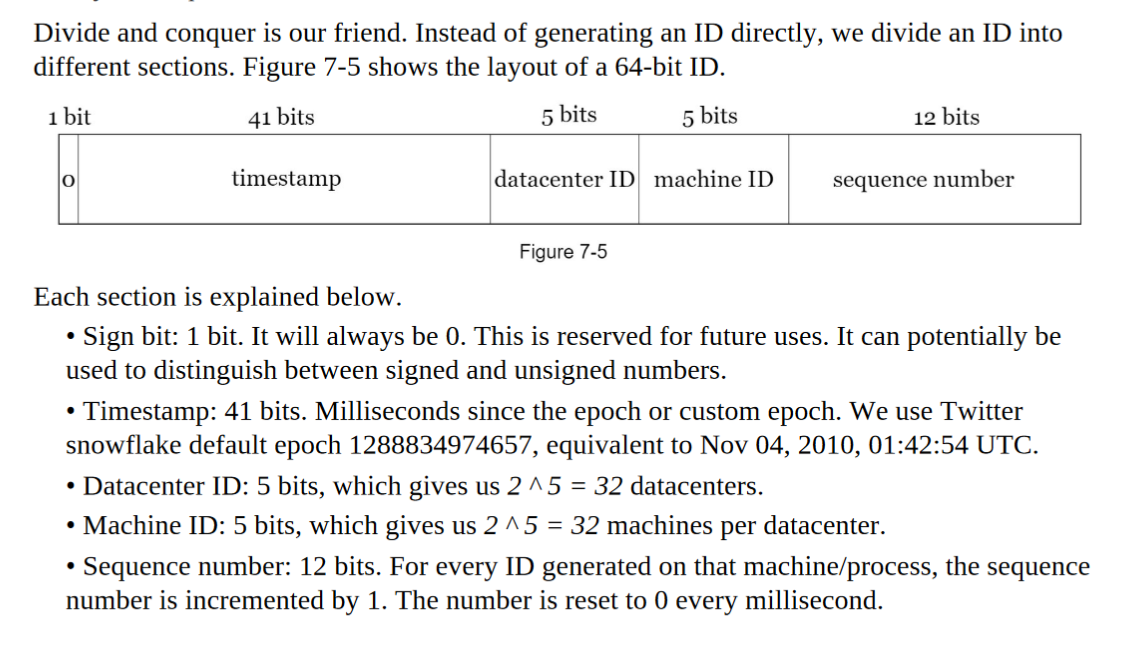 Divide and conquer is our friend. Instead of generating an ID directly, we divide an ID into
different sections. Figure 7-5 shows the layout of a 64-bit ID.
1 bit 41 bits 5 bits 5 bits 12 bits
0 timestamp datacenter ID machine ID sequence number
Figure 7-5
Each section is explained below.
• Sign bit: 1 bit. It will always be 0. This is reserved for future uses. It can potentially be
used to distinguish between signed and unsigned numbers.
• Timestamp: 41 bits. Milliseconds since the epoch or custom epoch. We use Twitter
snowflake default epoch 1288834974657, equivalent to Nov 04, 2010, 01:42:54 UTC.
• Datacenter ID: 5 bits, which gives us 2 ^ 5 = 32 datacenters.
• Machine ID: 5 bits, which gives us 2 ^ 5 = 32 machines per datacenter.
• Sequence number: 12 bits. For every ID generated on that machine/process, the sequence
number is incremented by 1. The number is reset to 0 every millisecond.